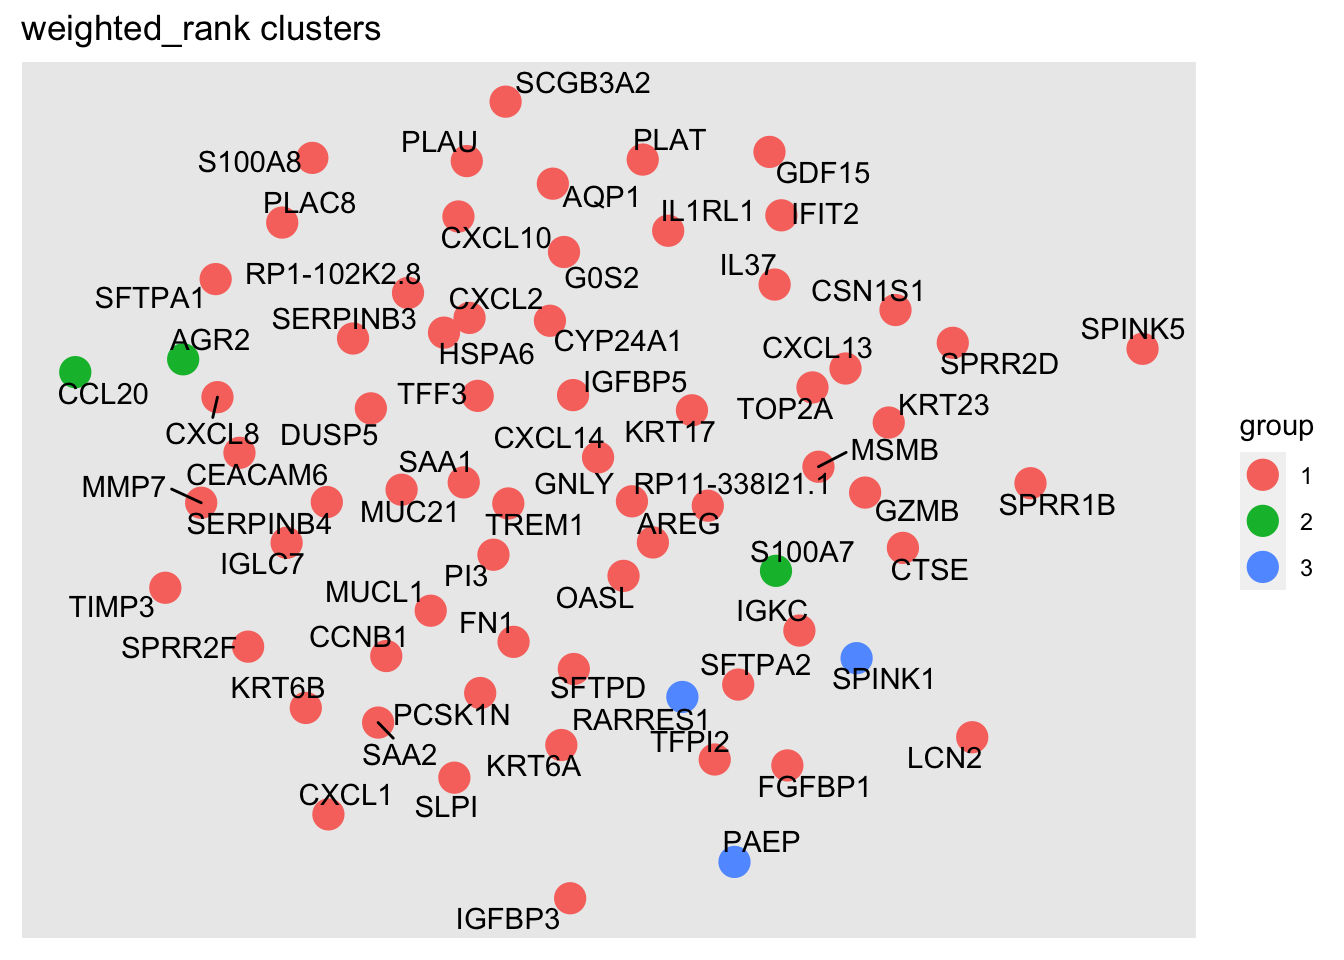 weighted_rank clusters
SCGB3A2
PLAU
PLAT
S100A8
GDF15
AQP1
PLAC8
IL1RL1
IFIT2
CXCL10
IL37
RP1-102K2.8
G0S2
CSN1S1
SFTPA1
CXCL2
SERPINB3
SPINK5
AGR2
CYP24A1
CXCL13
HSPA6
SPRR2D
IGFBP5
CCL20
TFF3
KRT23
TOP2A
group
KRT17
CXCL8
DUSP5
CXCL14
MSMB
SAA1
CEACAM6
1
MMP7
GNLY
RP11-338I21.1
SPRR1B
MUC21
GZMB
SERPINB4
TREM1
AREG
2
S100A7
IGLC7
CTSE
3
PI3
MUCL1
OASL
TIMP3
IGKC
FN1
CCNB1
SPRR2F
SFTPA2
SPINK1
KRT6B
SFTPD
PCSK1N
RARRES1
TFPI2
SAA2
LCN2
KRT6A
FGFBP1
CXCL1
SLPI
PAEP
IGFBP3